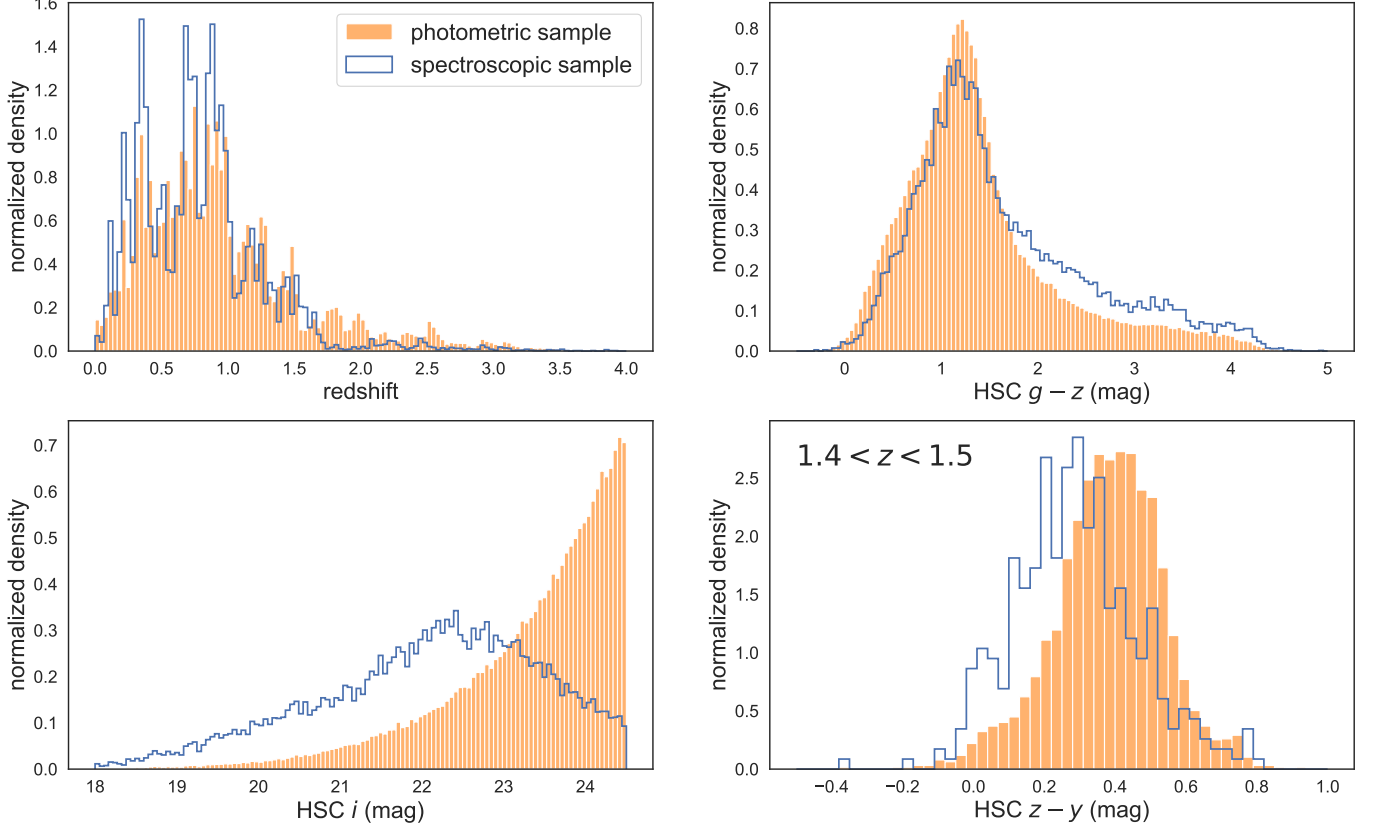 1.6
1.4
1.2
1.0
0.8
0.6
0.4
0.2
0.0
normalized density
photometric sample
spectroscopic sample
0.0 0.5 1.0 1.5 2.0 2.5 3.0 3.5 4.0
redshift
0.8
0.7
0.6
0.5
0.4
0.3
0.2
0.1
0.0
normalized density
0 1 2 3 4 5
HSC g − z (mag)
0.7
0.6
0.5
0.4
0.3
0.2
0.1
0.0
normalized density
18 19 20 21 22 23 24
HSC i (mag)
1.4 < z < 1.5
2.5
2.0
1.5
1.0
0.5
0.0
normalized density
−0.4 −0.2 0.0 0.2 0.4 0.6 0.8 1.0
HSC z − y (mag)